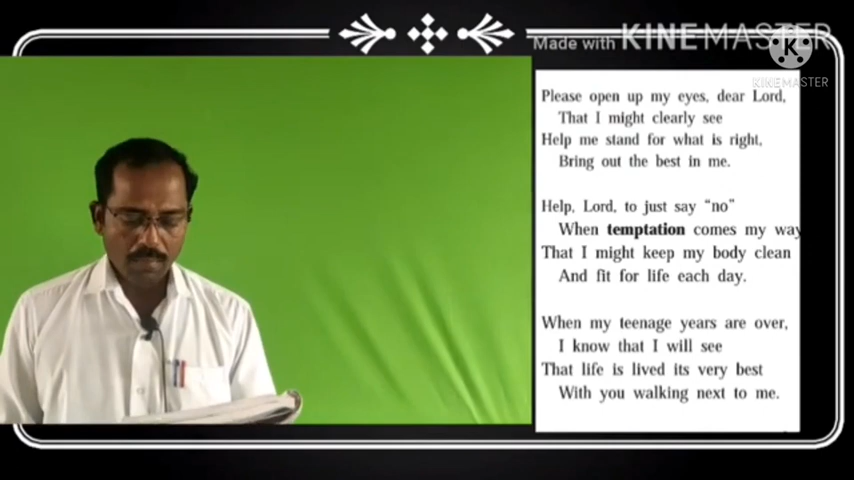 Made with KINEMASTER
KINEMASTER
Please open up my eyes, dear Lord,
That I might clearly see
Help me stand for what is right,
Bring out the best in me.
Help, Lord, to just say “no”
When temptation comes my way
That I might keep my body clean
And fit for life each day.
When my teenage years are over,
I know that I will see
That life is lived its very best
With you walking next to me.